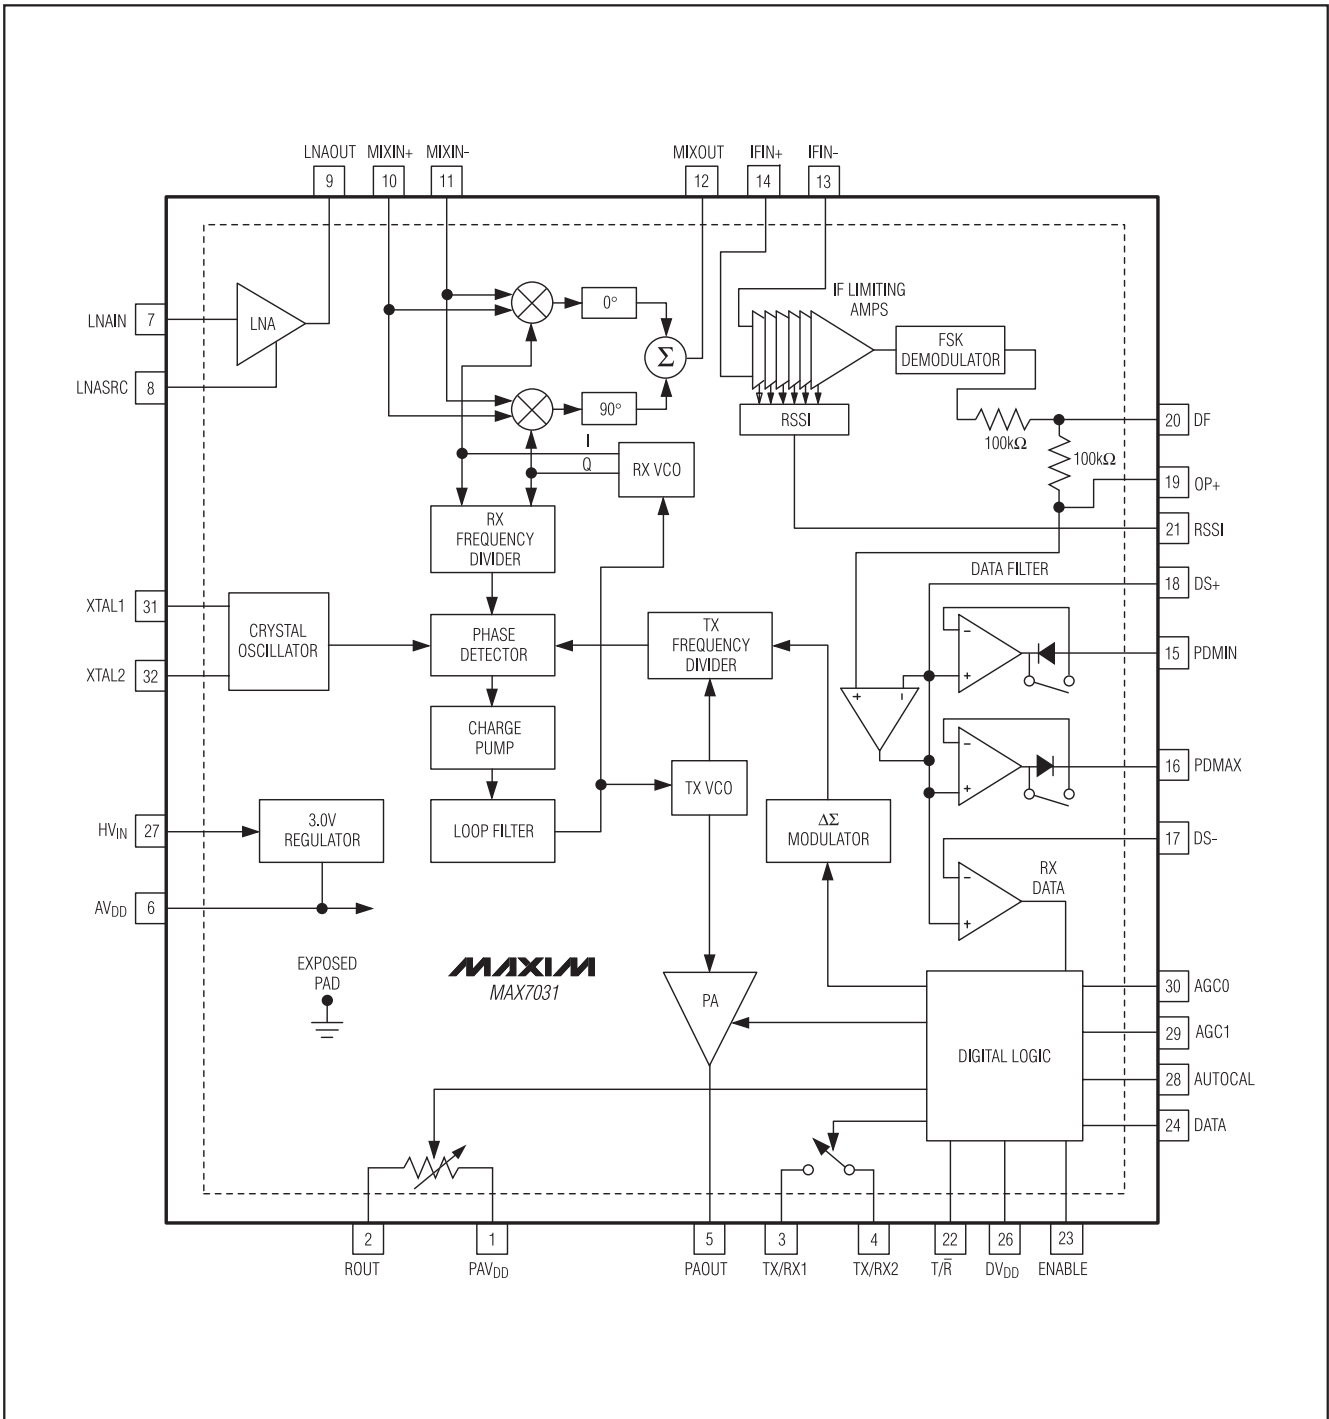 LNAOUT MIXIN+ MIXIN- MIXOUT IFIN+ IFIN-
9 10 11 12 14 13
LNAIN 7
LNA
LNASRC 8
0°
Σ
90°
I
Q
RX VCO
IF LIMITING
AMPS
FSK
DEMODULATOR
RSSI
100kΩ
100kΩ
20 DF
19 OP+
21 RSSI
RX
FREQUENCY
DIVIDER
DATA FILTER
18 DS+
XTAL1 31
XTAL2 32
CRYSTAL
OSCILLATOR
PHASE
DETECTOR
TX
FREQUENCY
DIVIDER
+ –
–
+
15 PDMIN
CHARGE
PUMP
–
+
16 PDMAX
TX VCO
LOOP FILTER
ΔΣ
MODULATOR
HVIN 27
3.0V
REGULATOR
17 DS-
RX
DATA
–
+
AVDD 6
EXPOSED
PAD
MAXIM
MAX7031
PA
DIGITAL LOGIC
30 AGC0
29 AGC1
28 AUTOCAL
24 DATA
2 1 5 3 4 22 26 23
ROUT PAVDD PAOUT TX/RX1 TX/RX2 T/R̅ DVDD ENABLE